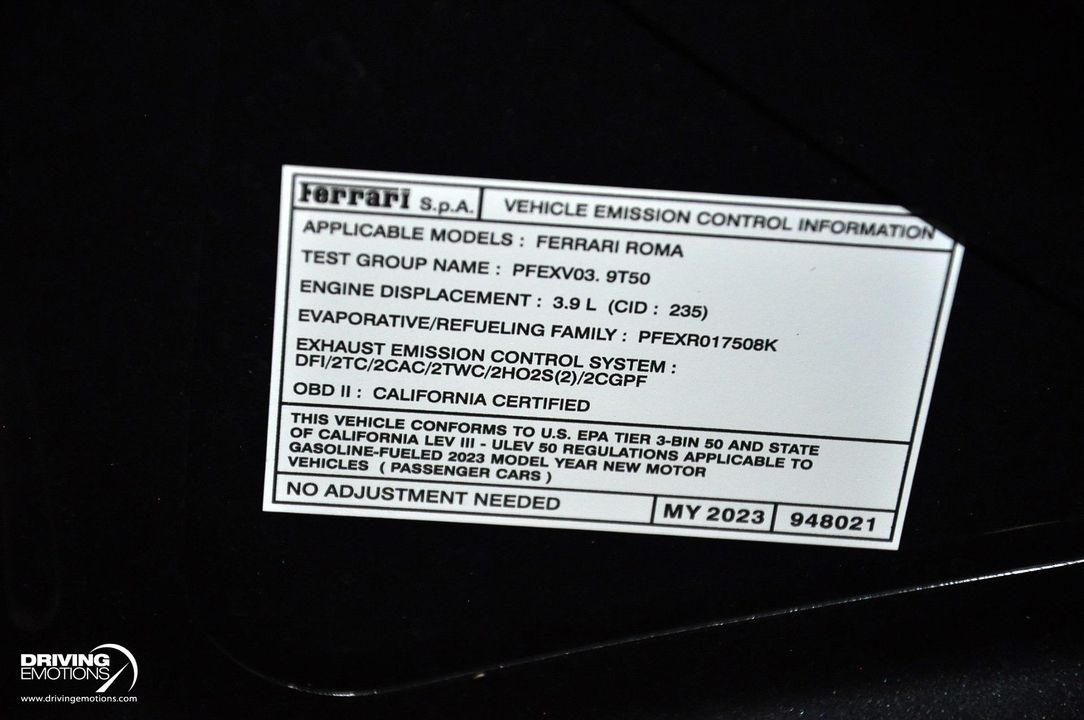 Ferrari S.p.A. VEHICLE EMISSION CONTROL INFORMATION
APPLICABLE MODELS : FERRARI ROMA
TEST GROUP NAME : PFEXV03. 9T50
ENGINE DISPLACEMENT : 3.9 L (CID : 235)
EVAPORATIVE/REFUELING FAMILY : PFEXR017508K
EXHAUST EMISSION CONTROL SYSTEM :
DFI/2TC/2CAC/2TWC/2HO2S(2)/2CGPF
OBD II : CALIFORNIA CERTIFIED
THIS VEHICLE CONFORMS TO U.S. EPA TIER 3-BIN 50 AND STATE
OF CALIFORNIA LEV III - ULEV 50 REGULATIONS APPLICABLE TO
GASOLINE-FUELED 2023 MODEL YEAR NEW MOTOR
VEHICLES ( PASSENGER CARS )
NO ADJUSTMENT NEEDED MY 2023 948021
DRIVING
EMOTIONS
www.drivingemotions.com